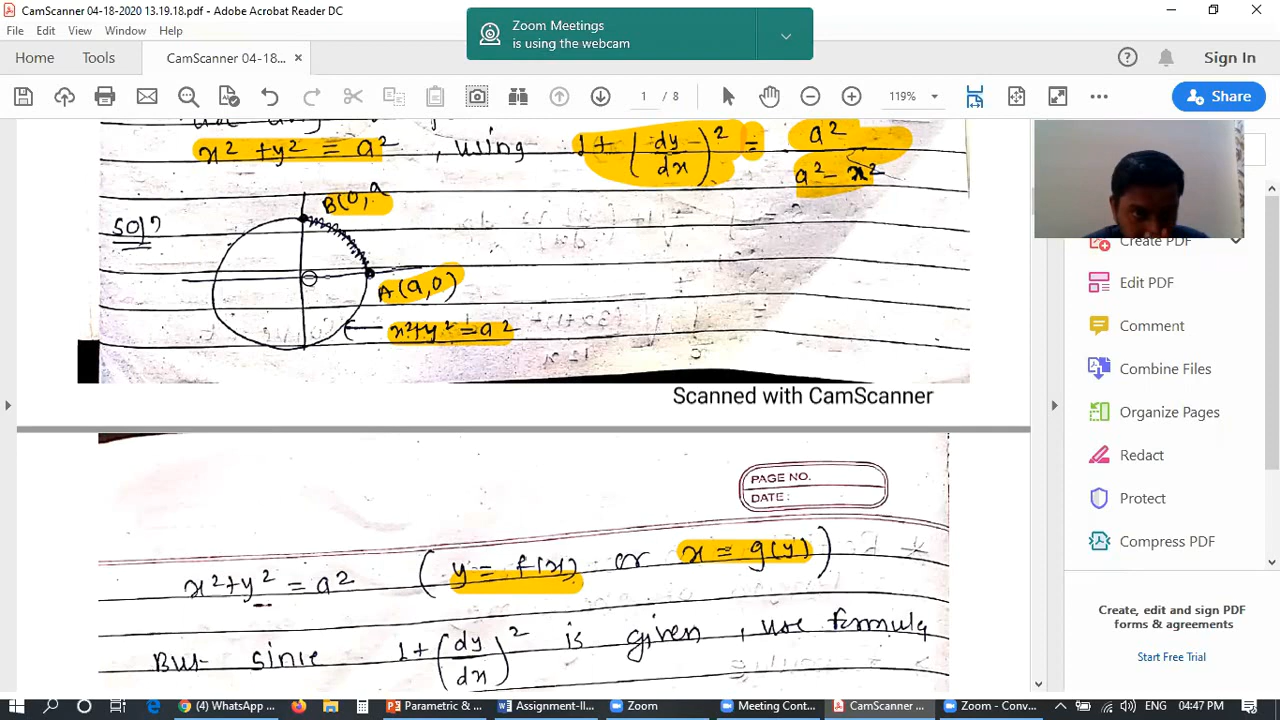 CamScanner 04-18-2020 13.19.18.pdf - Adobe Acrobat Reader DC
File Edit View Window Help
Zoom Meetings
is using the webcam
Home Tools CamScanner 04-18... × Sign In
1 / 8 119% Share
x² + y² = a² , using 1 + (dy/dx)² = a²/(a² - x²)
B(0, a
Sol?
A(a, 0)
x² + y² = a²
Scanned with CamScanner
PAGE NO.
DATE:
x² + y² = a² ( y = f(x) or x = g(y) )
But since 1 + (dy/dx)² is given, use formula
Create PDF
Edit PDF
Comment
Combine Files
Organize Pages
Redact
Protect
Compress PDF
Create, edit and sign PDF
forms & agreements
Start Free Trial
(4) WhatsApp ... Parametric & ... Assignment-II... Zoom Meeting Cont... CamScanner ... Zoom - Conv... ENG 04:47 PM